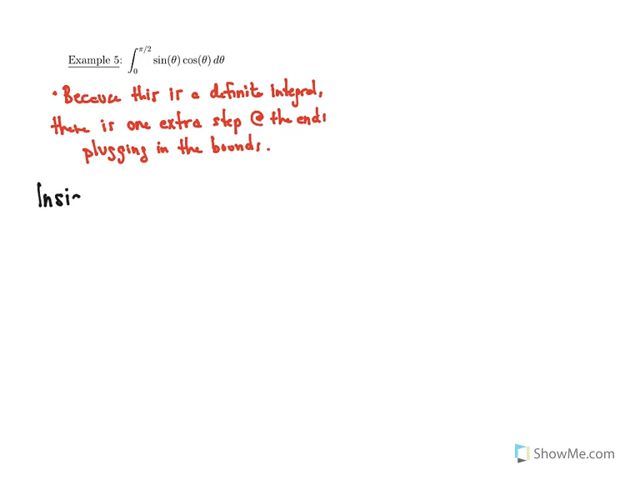 Example 5: ∫₀^{π/2} sin(θ) cos(θ) dθ
• Because this is a definite integral,
there is one extra step @ the end:
plugging in the bounds.
Insi
ShowMe.com